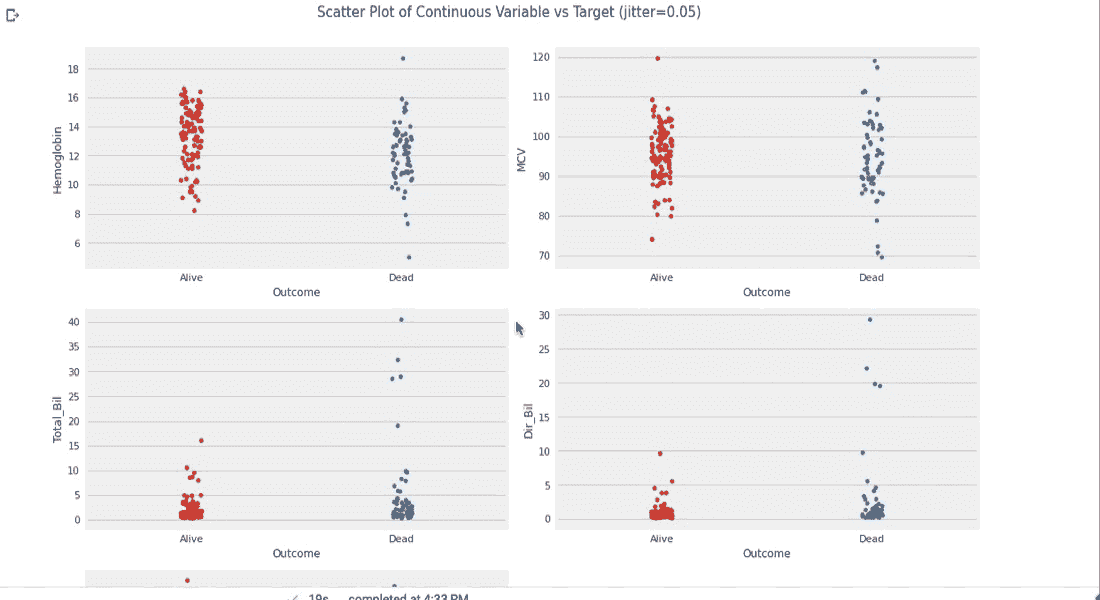 Scatter Plot of Continuous Variable vs Target (jitter=0.05)
Hemoglobin
18
16
14
12
10
8
6
Alive
Dead
Outcome
MCV
120
110
100
90
80
70
Alive
Dead
Outcome
Total_Bil
40
35
30
25
20
15
10
5
0
Alive
Dead
Outcome
Dir_Bil
30
25
20
15
10
5
0
Alive
Dead
Outcome
19s completed at 4:33 PM